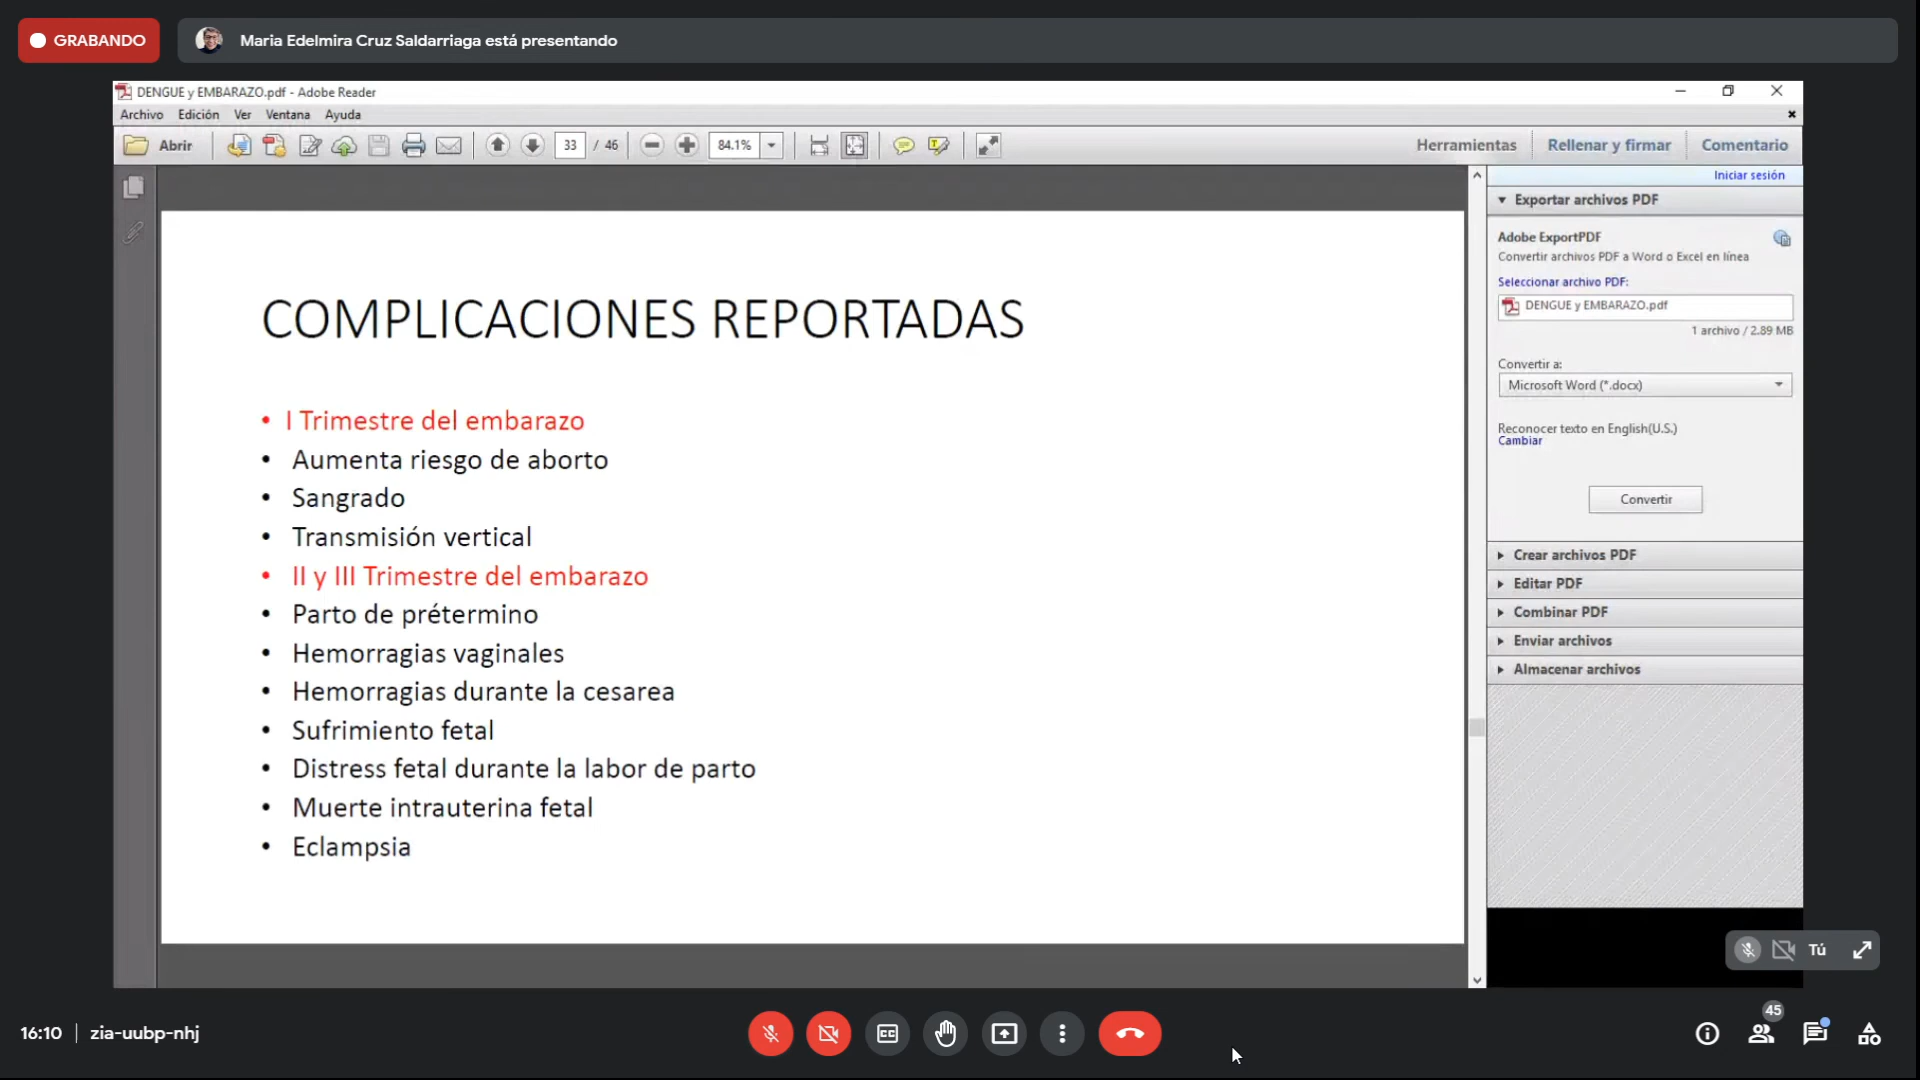 GRABANDO
Maria Edelmira Cruz Saldarriaga está presentando
DENGUE y EMBARAZO.pdf - Adobe Reader
Archivo Edición Ver Ventana Ayuda
Abrir 33 / 46 84.1% Herramientas Rellenar y firmar Comentario
Iniciar sesión
Exportar archivos PDF
Adobe ExportPDF
Convertir archivos PDF a Word o Excel en línea
Seleccionar archivo PDF:
DENGUE y EMBARAZO.pdf
1 archivo / 2.89 MB
Convertir a:
Microsoft Word (*.docx)
Reconocer texto en English(U.S.)
Cambiar
Convertir
Crear archivos PDF
Editar PDF
Combinar PDF
Enviar archivos
Almacenar archivos
COMPLICACIONES REPORTADAS
• I Trimestre del embarazo
• Aumenta riesgo de aborto
• Sangrado
• Transmisión vertical
• II y III Trimestre del embarazo
• Parto de prétermino
• Hemorragias vaginales
• Hemorragias durante la cesarea
• Sufrimiento fetal
• Distress fetal durante la labor de parto
• Muerte intrauterina fetal
• Eclampsia
Tú
16:10 | zia-uubp-nhj
CC
45